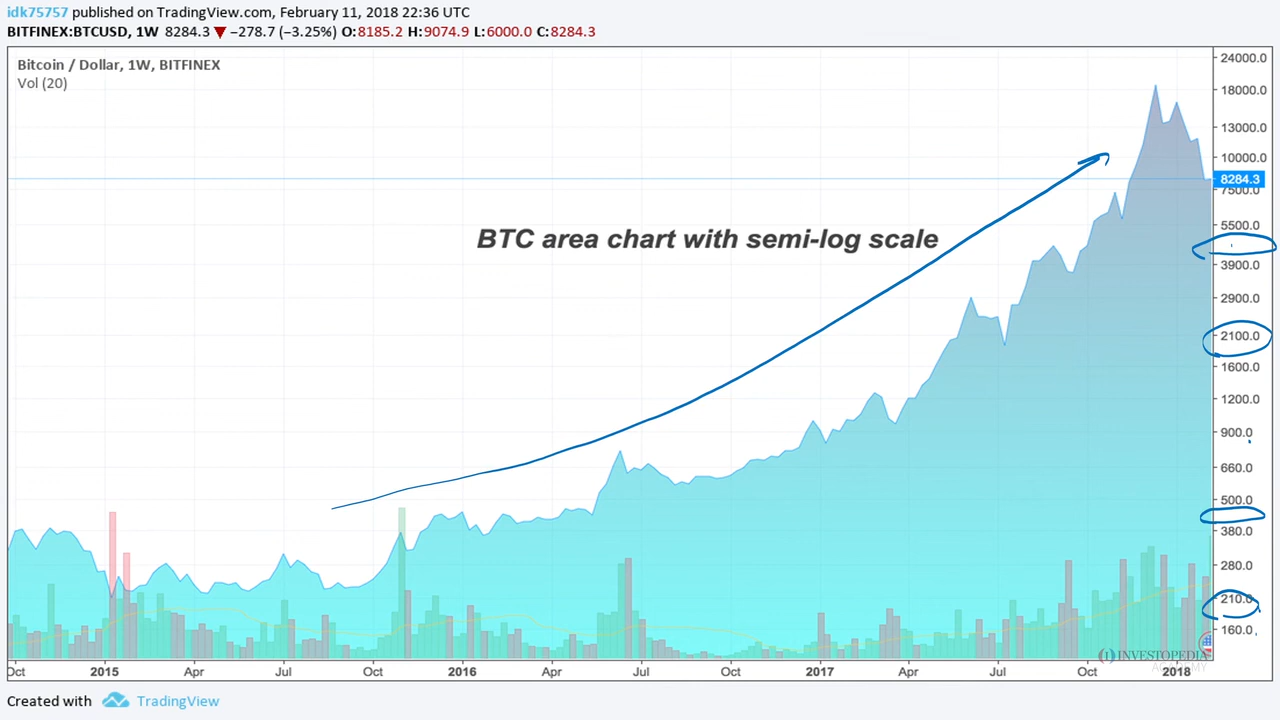 idk75757 published on TradingView.com, February 11, 2018 22:36 UTC
BITFINEX:BTCUSD, 1W 8284.3 ▼ −278.7 (−3.25%) O:8185.2 H:9074.9 L:6000.0 C:8284.3
Bitcoin / Dollar, 1W, BITFINEX
Vol (20)
24000.0
18000.0
13000.0
10000.0
8284.3
7500.0
BTC area chart with semi-log scale
5500.0
3900.0
2900.0
2100.0
1600.0
1200.0
900.0
660.0
500.0
380.0
280.0
210.0
160.0
INVESTOPEDIA
ACADEMY
Oct 2015 Apr Jul Oct 2016 Apr Jul Oct 2017 Apr Jul Oct 2018
Created with TradingView